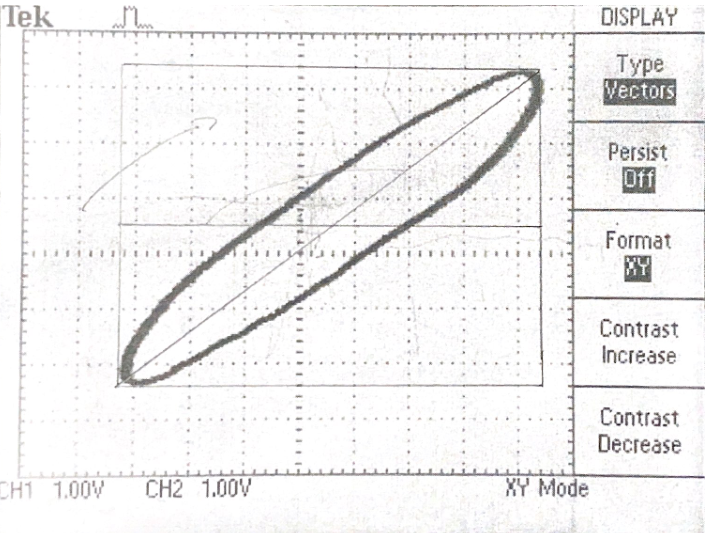 Tek
DISPLAY
Type
Vectors
Persist
Off
Format
XY
Contrast
Increase
Contrast
Decrease
CH1 1.00V CH2 1.00V XY Mode